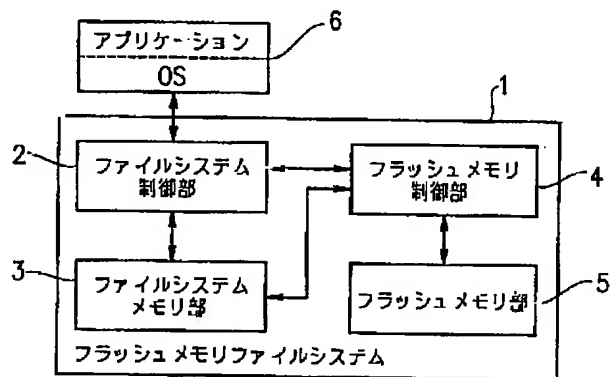 アプリケーション
OS
6
1
2
ファイルシステム
制御部
フラッシュメモリ
制御部
4
3
ファイルシステム
メモリ部
フラッシュメモリ部
5
フラッシュメモリファイルシステム